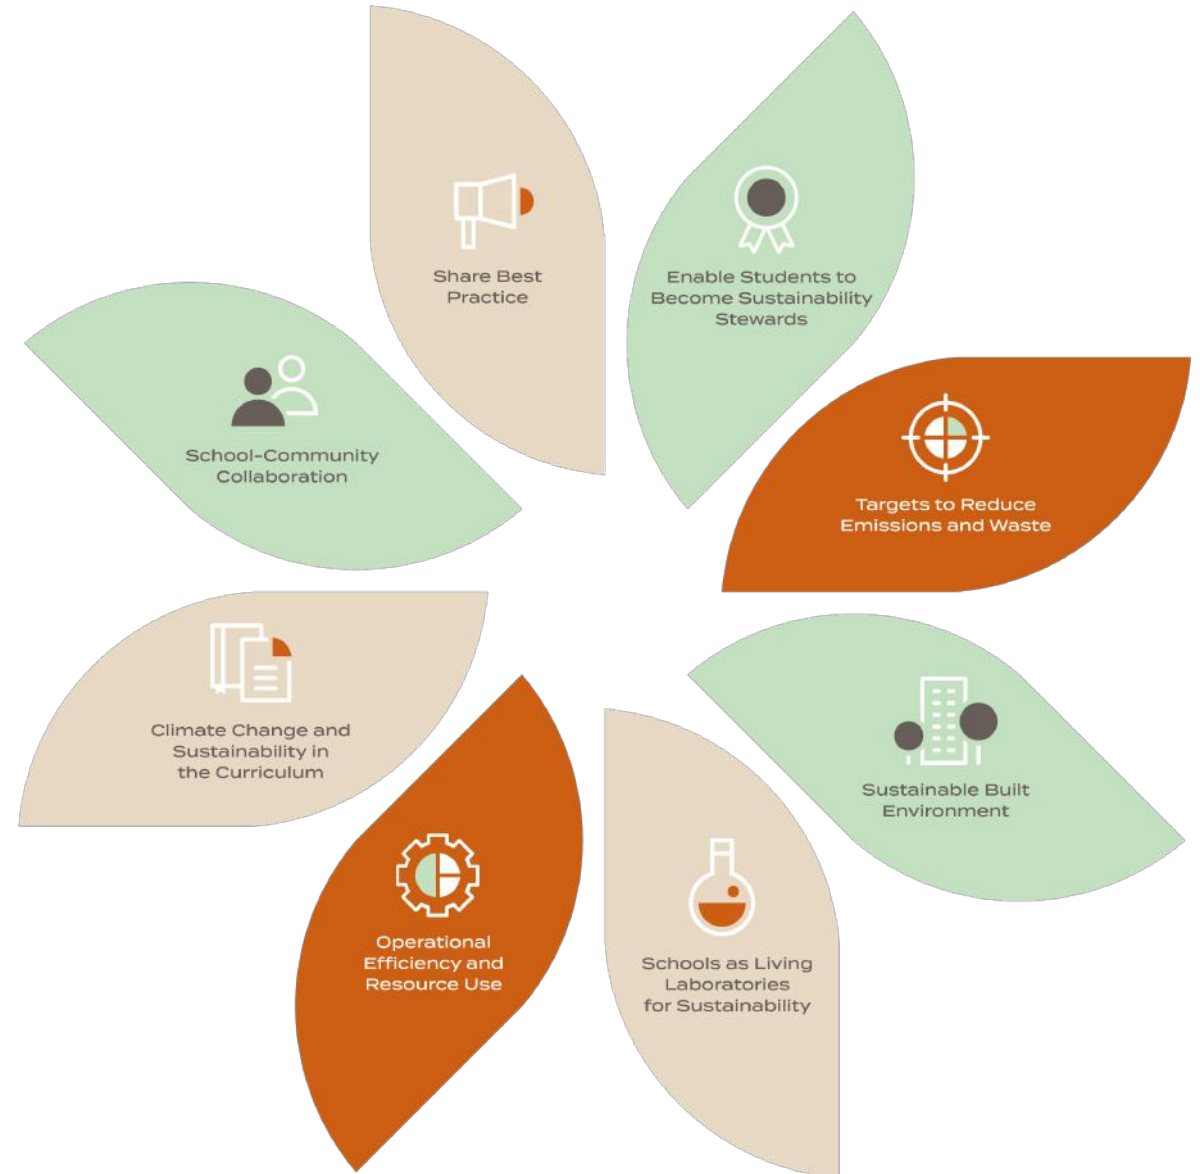 Share Best
Practice
Enable Students to
Become Sustainability
Stewards
School-Community
Collaboration
Targets to Reduce
Emissions and Waste
Climate Change and
Sustainability in
the Curriculum
Sustainable Built
Environment
Operational
Efficiency and
Resource Use
Schools as Living
Laboratories
for Sustainability